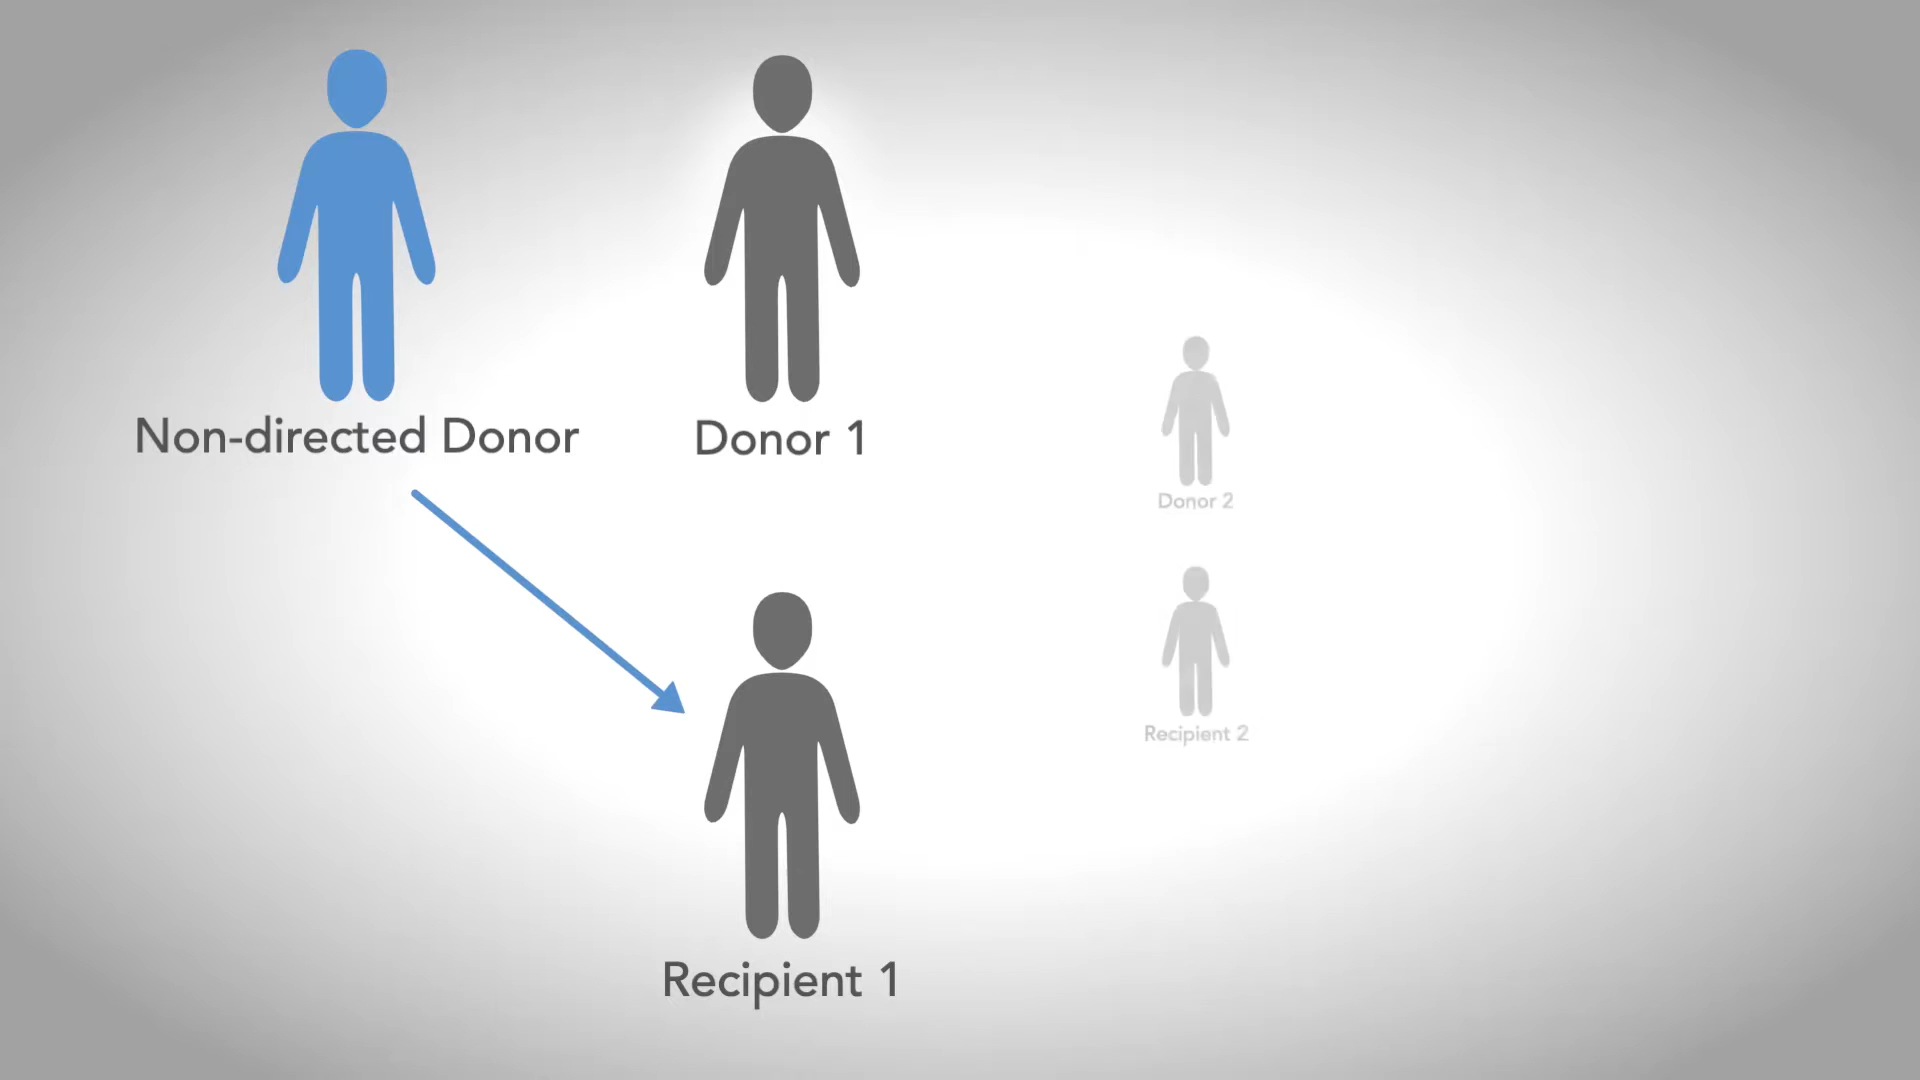 Non-directed Donor
Donor 1
Donor 2
Recipient 2
Recipient 1